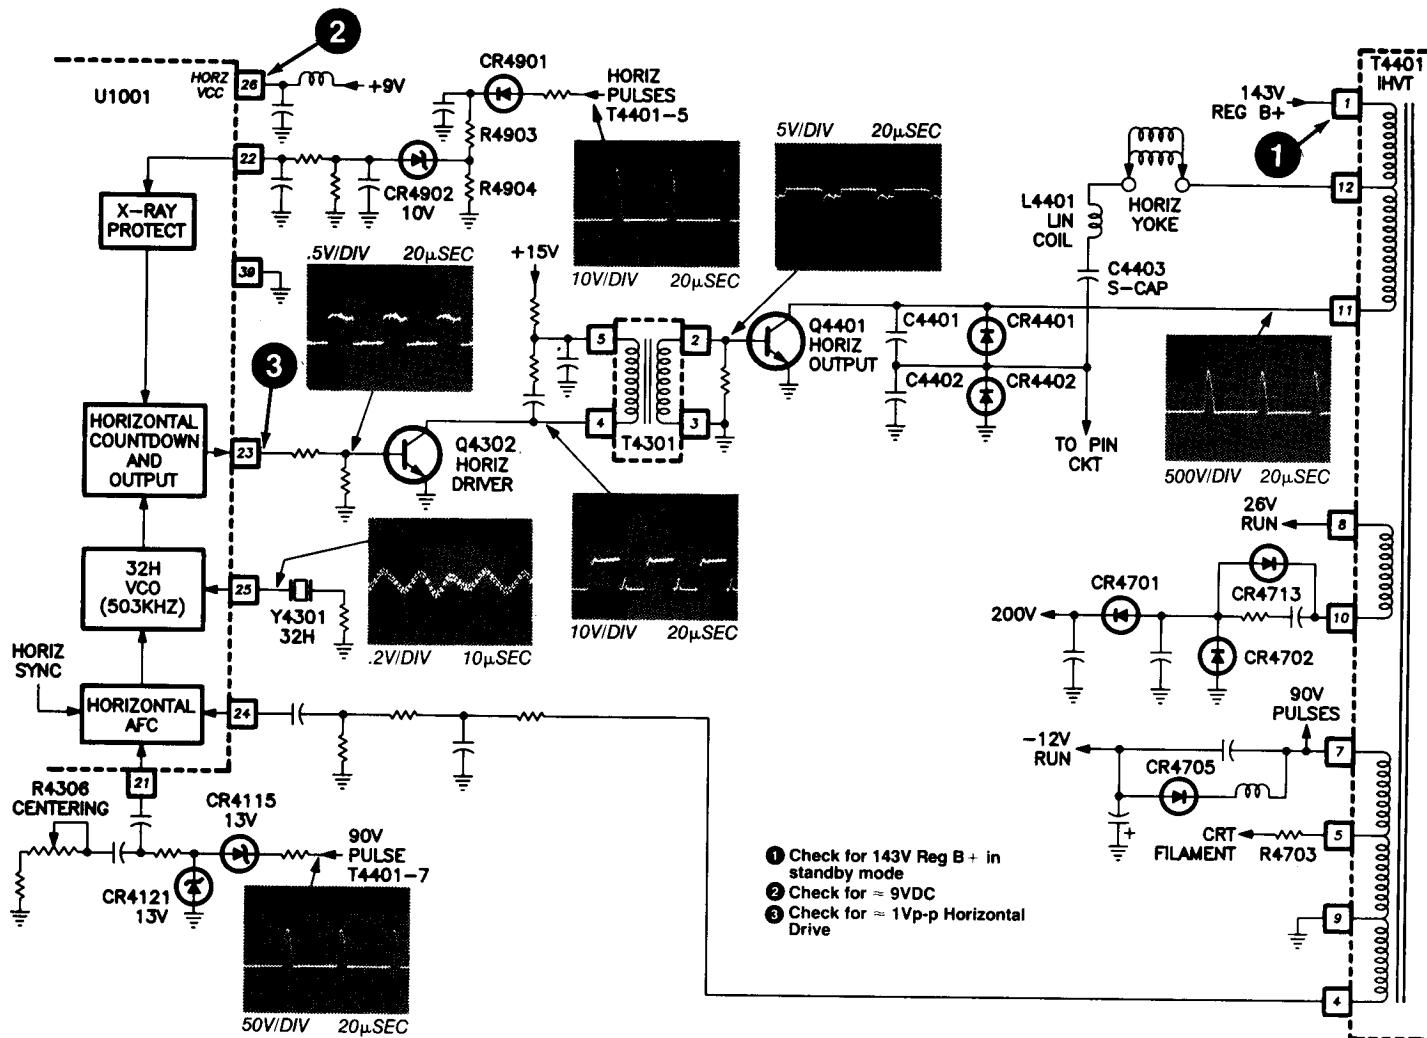 2
HORZ
VCC
26
+9V
U1001
CR4901
HORIZ
PULSES
T4401-5
R4903
22
CR4902
10V
R4904
X-RAY
PROTECT
39
.5V/DIV 20µSEC
10V/DIV 20µSEC
5V/DIV 20µSEC
+15V
3
HORIZONTAL
COUNTDOWN
AND
OUTPUT
23
Q4302
HORIZ
DRIVER
5
4
2
3
T4301
Q4401
HORIZ
OUTPUT
C4401
CR4401
C4402
CR4402
TO PIN
CKT
L4401
LIN
COIL
HORIZ
YOKE
C4403
S-CAP
143V
REG B+
1
T4401
IHVT
1
12
11
500V/DIV 20µSEC
32H
VCO
(503KHZ)
25
Y4301
32H
.2V/DIV 10µSEC
10V/DIV 20µSEC
HORIZ
SYNC
HORIZONTAL
AFC
24
21
R4306
CENTERING
CR4115
13V
CR4121
13V
90V
PULSE
T4401-7
50V/DIV 20µSEC
26V
RUN
8
CR4713
10
200V
CR4701
CR4702
90V
PULSES
-12V
RUN
7
CR4705
+
CRT
FILAMENT
R4703
5
9
4
1 Check for 143V Reg B + in
standby mode
2 Check for ≈ 9VDC
3 Check for ≈ 1Vp-p Horizontal
Drive